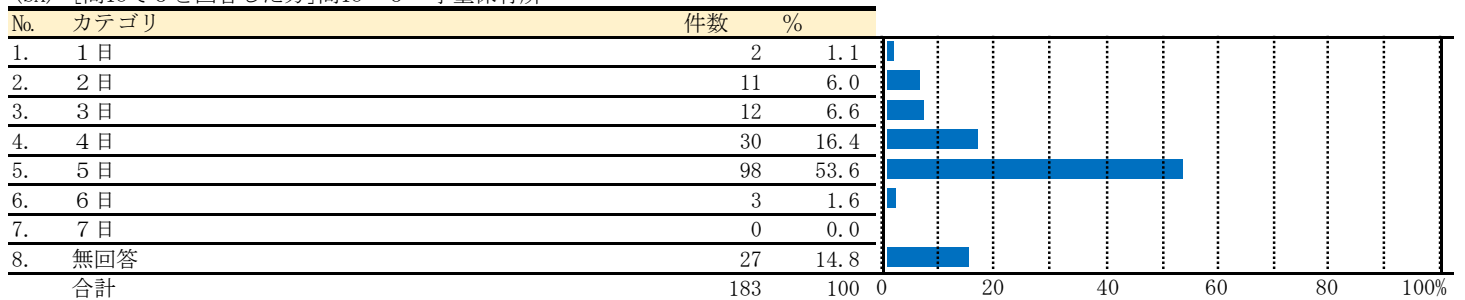 № カテゴリ 件数 %
1. 1日 2 1.1
2. 2日 11 6.0
3. 3日 12 6.6
4. 4日 30 16.4
5. 5日 98 53.6
6. 6日 3 1.6
7. 7日 0 0.0
8. 無回答 27 14.8
合計 183 100 0 20 40 60 80 100%